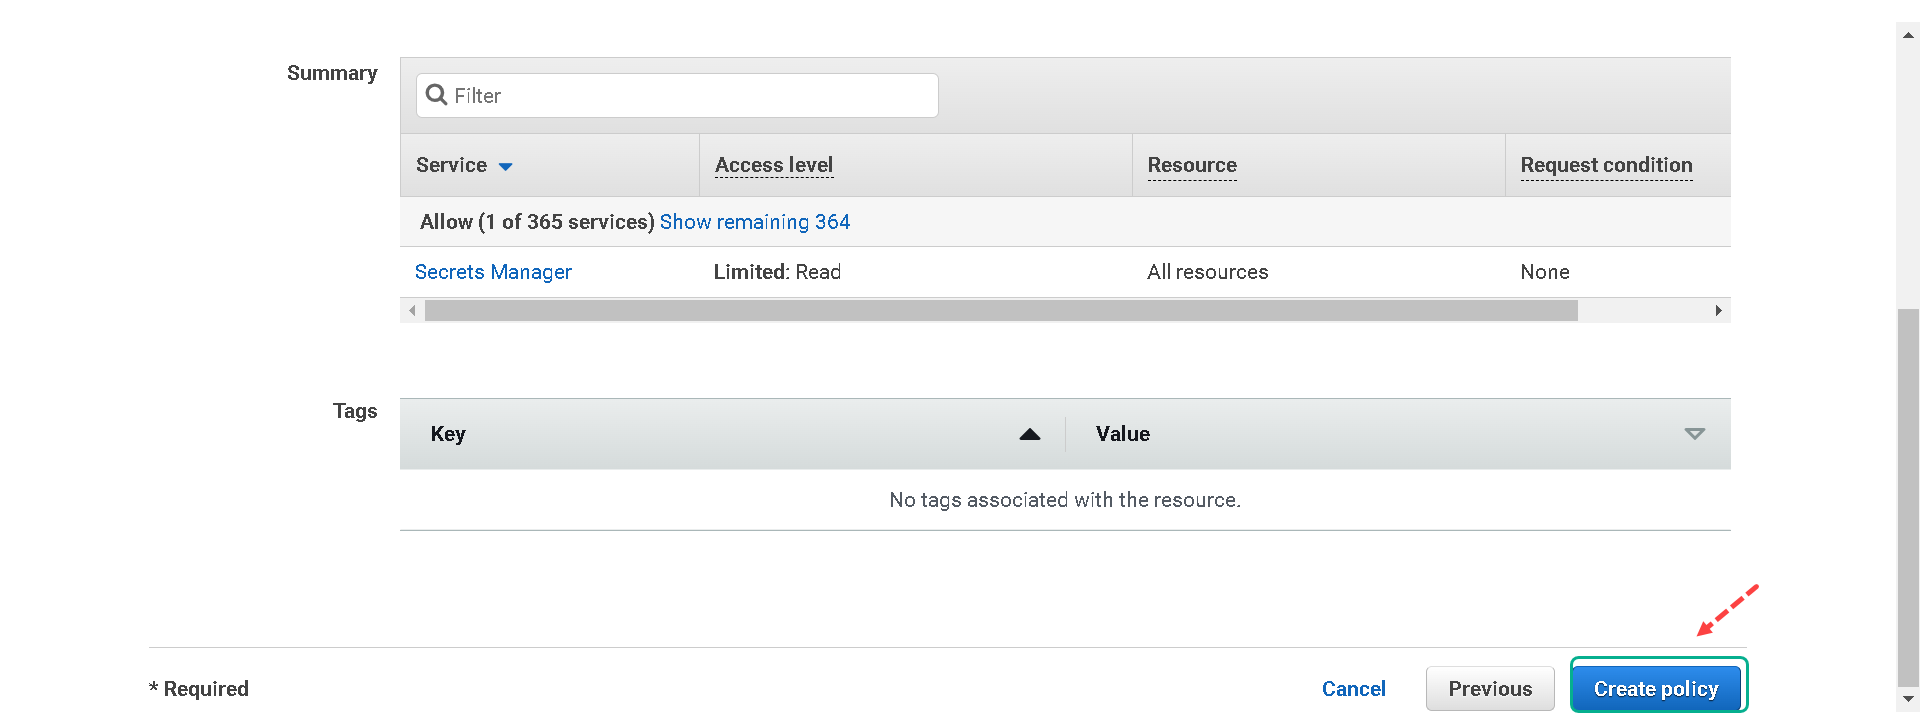 Summary
Filter
Service Access level Resource Request condition
Allow (1 of 365 services) Show remaining 364
Secrets Manager Limited: Read All resources None
Tags
Key Value
No tags associated with the resource.
* Required Cancel Previous Create policy